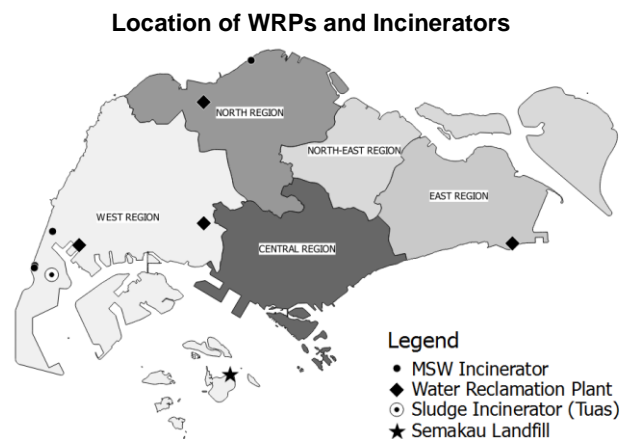 Location of WRPs and Incinerators
NORTH REGION
NORTH-EAST REGION
EAST REGION
WEST REGION
CENTRAL REGION
Legend
MSW Incinerator
Water Reclamation Plant
Sludge Incinerator (Tuas)
Semakau Landfill